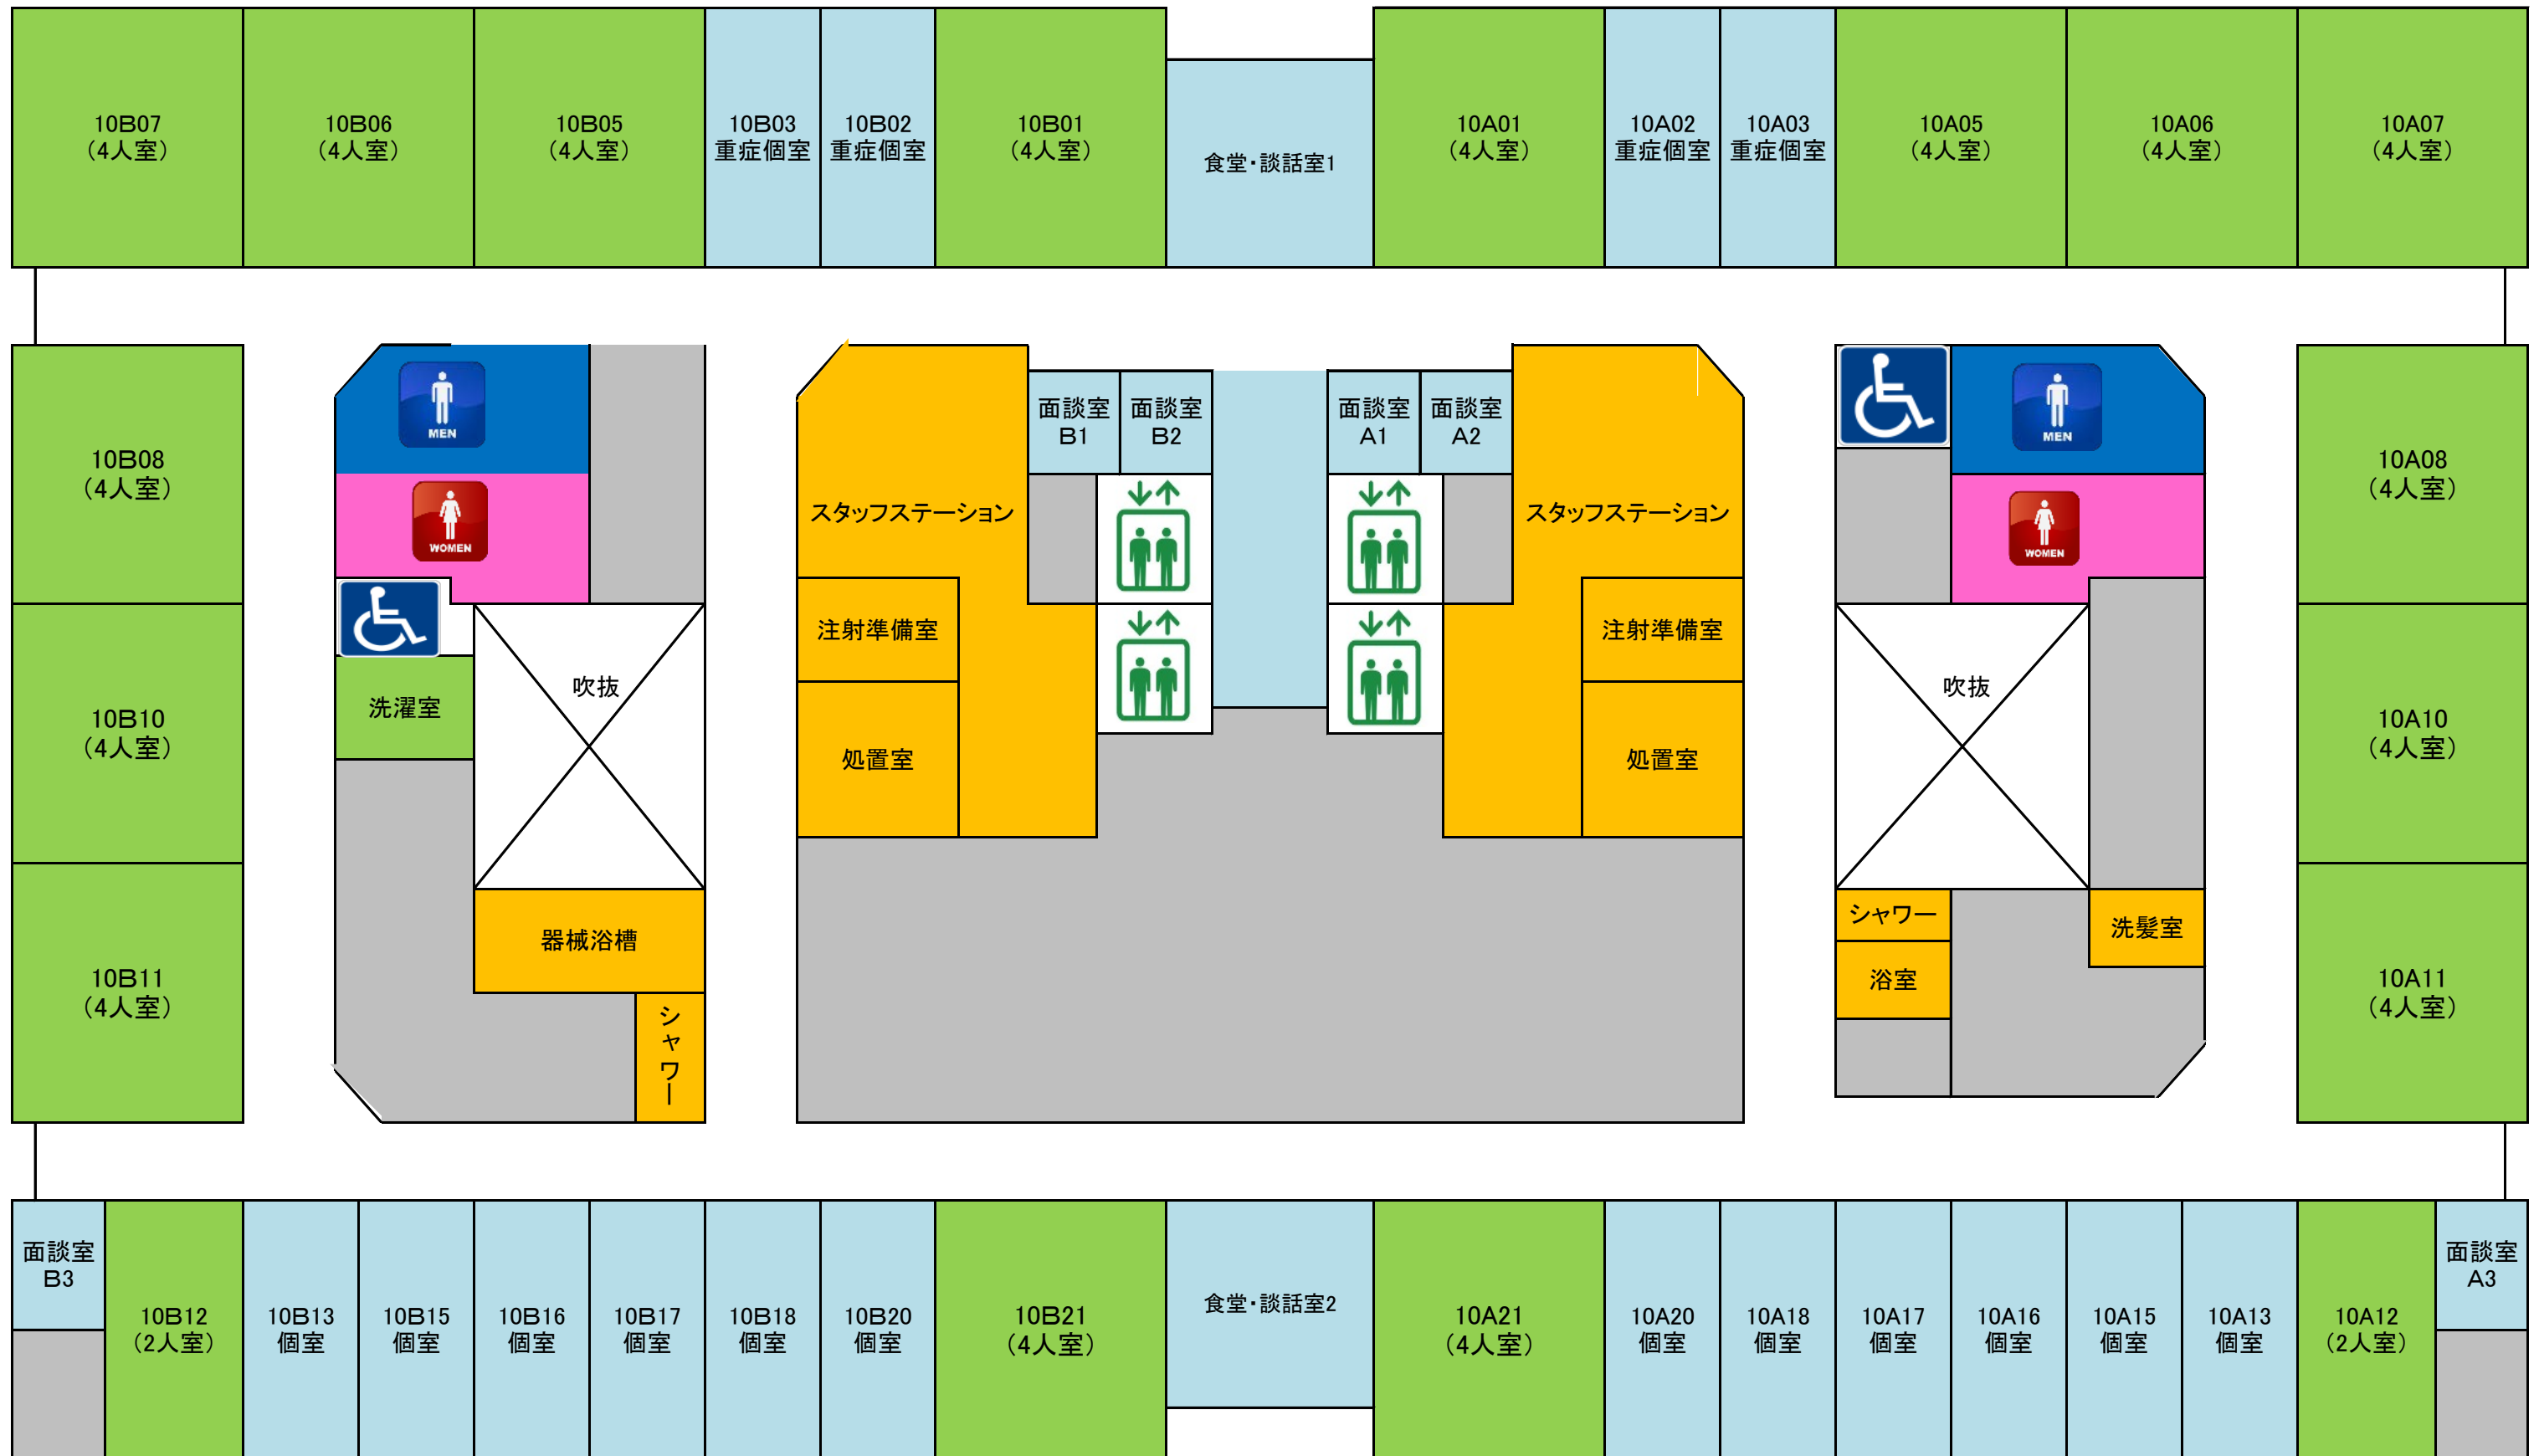 10B07
（4人室）
10B06
（4人室）
10B05
（4人室）
10B03
重症個室
10B02
重症個室
10B01
（4人室）
食堂・談話室1
10A01
（4人室）
10A02
重症個室
10A03
重症個室
10A05
（4人室）
10A06
（4人室）
10A07
（4人室）
10B08
（4人室）
10B10
（4人室）
10B11
（4人室）
MEN
WOMEN
洗濯室
吹抜
器械浴槽
シャワー
スタッフステーション
注射準備室
処置室
面談室
B1
面談室
B2
面談室
A1
面談室
A2
スタッフステーション
注射準備室
処置室
MEN
WOMEN
吹抜
シャワー
浴室
洗髪室
10A08
（4人室）
10A10
（4人室）
10A11
（4人室）
面談室
B3
10B12
（2人室）
10B13
個室
10B15
個室
10B16
個室
10B17
個室
10B18
個室
10B20
個室
10B21
（4人室）
食堂・談話室2
10A21
（4人室）
10A20
個室
10A18
個室
10A17
個室
10A16
個室
10A15
個室
10A13
個室
10A12
（2人室）
面談室
A3